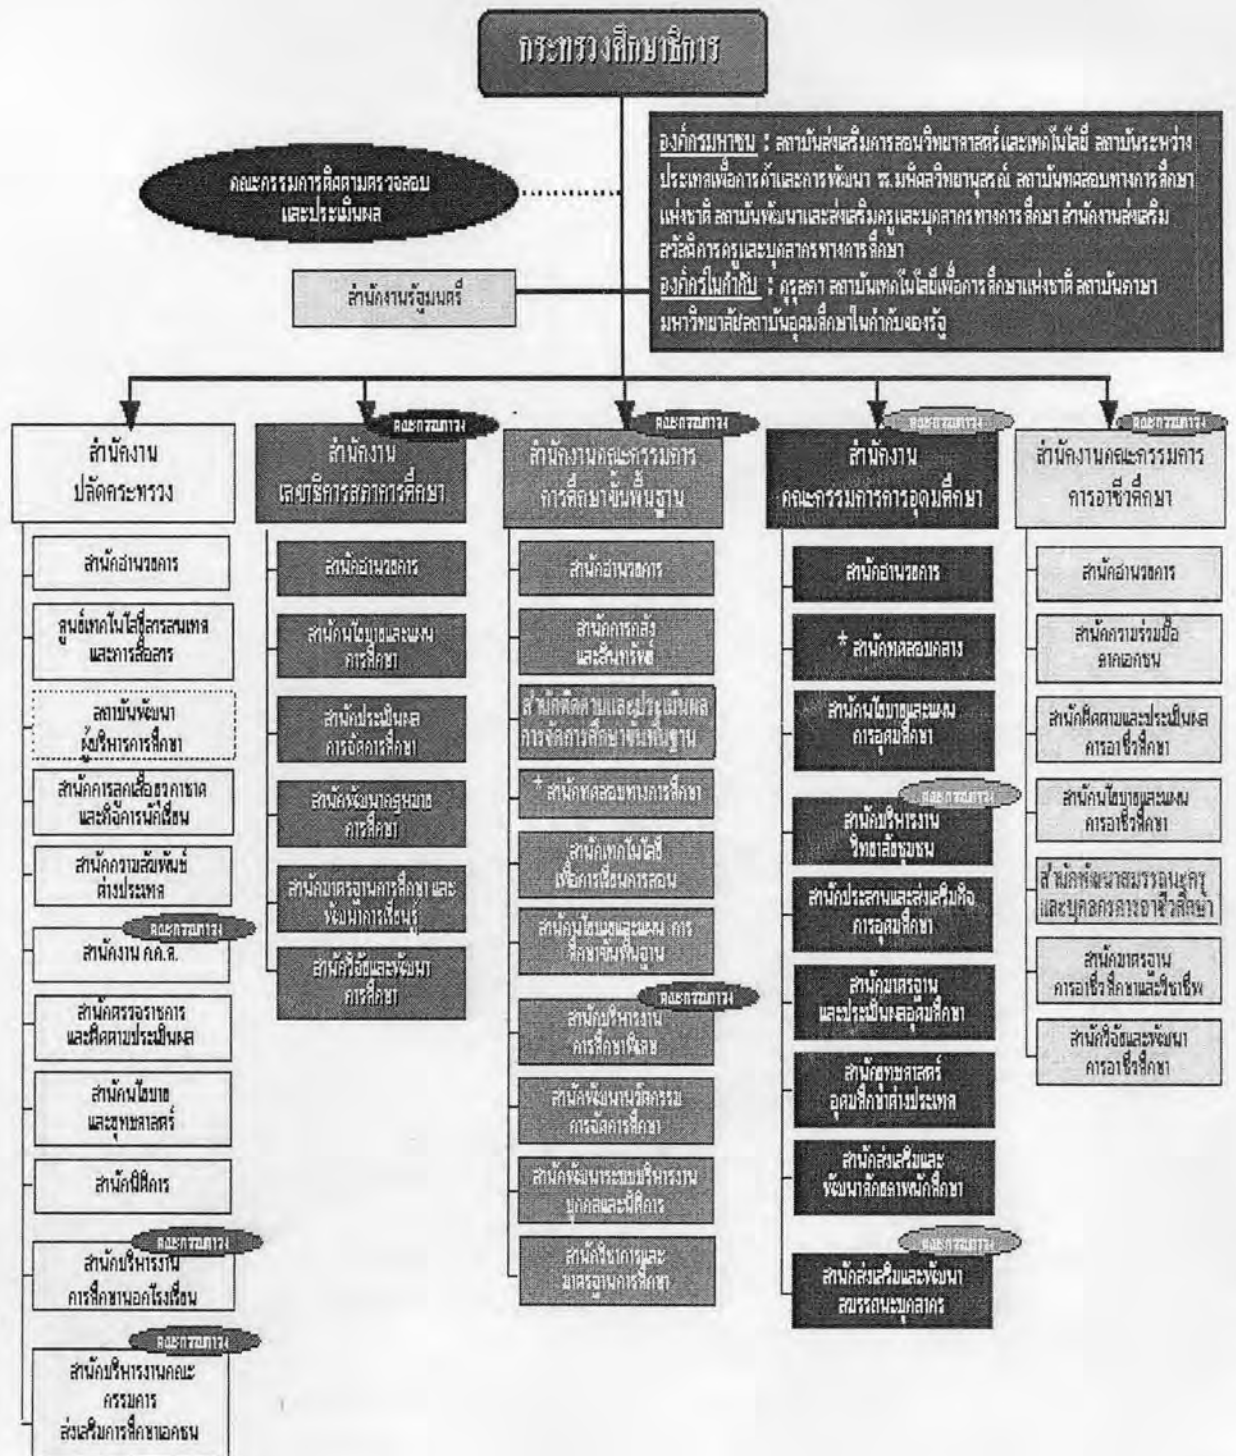 กระทรวงศึกษาธิการ
คณะกรรมการติดตามตรวจสอบ
และประเมินผล
องค์กรมหาชน : สถาบันส่งเสริมการสอนวิทยาศาสตร์และเทคโนโลยี สถาบันระหว่าง
ประเทศเพื่อการค้าและการพัฒนา รร.มหิดลวิทยานุสรณ์ สถาบันทดสอบทางการศึกษา
แห่งชาติ สถาบันพัฒนาและส่งเสริมครูและบุคลากรทางการศึกษา สำนักงานส่งเสริม
สวัสดิการครูและบุคลากรทางการศึกษา
องค์กรในกำกับ : คุรุสภา สถาบันเทคโนโลยีเพื่อการศึกษาแห่งชาติ สถาบันภาษา
มหาวิทยาลัย/สถาบันอุดมศึกษาในกำกับของรัฐ
สำนักงานรัฐมนตรี
สำนักงาน
ปลัดกระทรวง
สำนักอำนวยการ
ศูนย์เทคโนโลยีสารสนเทศ
และการสื่อสาร
สถาบันพัฒนา
ผู้บริหารการศึกษา
สำนักการลูกเสือยุวกาชาด
และกิจการนักเรียน
สำนักความสัมพันธ์
ต่างประเทศ
คณะกรรมการฯ
สำนักงาน ก.ค.ศ.
สำนักตรวจราชการ
และติดตามประเมินผล
สำนักนโยบาย
และยุทธศาสตร์
สำนักนิติการ
คณะกรรมการฯ
สำนักบริหารงาน
การศึกษานอกโรงเรียน
คณะกรรมการฯ
สำนักบริหารงานคณะ
กรรมการ
ส่งเสริมการศึกษาเอกชน
คณะกรรมการฯ
สำนักงาน
เลขาธิการสภาการศึกษา
สำนักอำนวยการ
สำนักนโยบายและแผน
การศึกษา
สำนักประเมินผล
การจัดการศึกษา
สำนักพัฒนากฎหมาย
การศึกษา
สำนักมาตรฐานการศึกษา และ
พัฒนาการเรียนรู้
สำนักวิจัยและพัฒนา
การศึกษา
คณะกรรมการฯ
สำนักงานคณะกรรมการ
การศึกษาขั้นพื้นฐาน
สำนักอำนวยการ
สำนักการคลัง
และสินทรัพย์
สำนักติดตามและประเมินผล
การจัดการศึกษาขั้นพื้นฐาน
* สำนักทดสอบทางการศึกษา
สำนักเทคโนโลยี
เพื่อการเรียนการสอน
สำนักนโยบายและแผน การ
ศึกษาขั้นพื้นฐาน
คณะกรรมการฯ
สำนักบริหารงาน
การศึกษาพิเศษ
สำนักพัฒนานวัตกรรม
การจัดการศึกษา
สำนักพัฒนาระบบบริหารงาน
บุคคลและนิติการ
สำนักวิชาการและ
มาตรฐานการศึกษา
คณะกรรมการฯ
สำนักงาน
คณะกรรมการการอุดมศึกษา
สำนักอำนวยการ
* สำนักทดสอบกลาง
สำนักนโยบายและแผน
การอุดมศึกษา
คณะกรรมการฯ
สำนักบริหารงาน
วิทยาลัยชุมชน
สำนักประสานและส่งเสริมกิจ
การอุดมศึกษา
สำนักมาตรฐาน
และประเมินผลอุดมศึกษา
สำนักยุทธศาสตร์
อุดมศึกษาต่างประเทศ
สำนักส่งเสริมและ
พัฒนาศักยภาพนักศึกษา
คณะกรรมการฯ
สำนักส่งเสริมและพัฒนา
สมรรถนะบุคลากร
คณะกรรมการฯ
สำนักงานคณะกรรมการ
การอาชีวศึกษา
สำนักอำนวยการ
สำนักความร่วมมือ
ภาคเอกชน
สำนักติดตามและประเมินผล
การอาชีวศึกษา
สำนักนโยบายและแผน
การอาชีวศึกษา
สำนักพัฒนาสมรรถนะครู
และบุคลากรการอาชีวศึกษา
สำนักมาตรฐาน
การอาชีวศึกษาและวิชาชีพ
สำนักวิจัยและพัฒนา
การอาชีวศึกษา